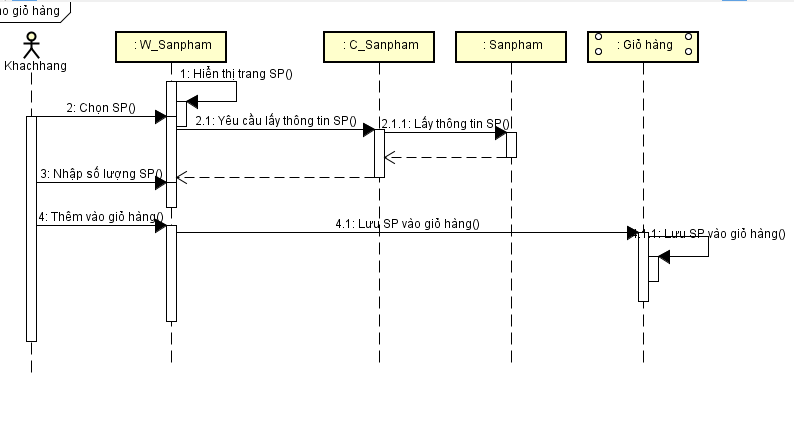 ào giỏ hàng
: W_Sanpham
: C_Sanpham
: Sanpham
: Giỏ hàng
Khachhang
1: Hiển thị trang SP()
2: Chọn SP()
2.1: Yêu cầu lấy thông tin SP()
2.1.1: Lấy thông tin SP()
3: Nhập số lượng SP()
4: Thêm vào giỏ hàng()
4.1: Lưu SP vào giỏ hàng()
4.1.1: Lưu SP vào giỏ hàng()